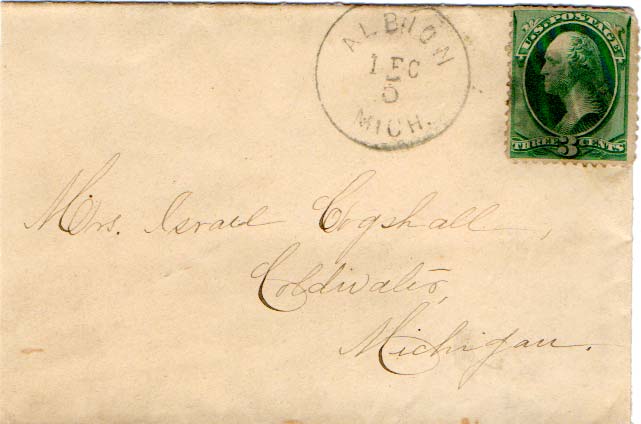 ALBION
DEC
5
MICH.
U.S. POSTAGE
THREE 3 CENTS
Mrs. Israel Cogshall,
Coldwater,
Michigan.